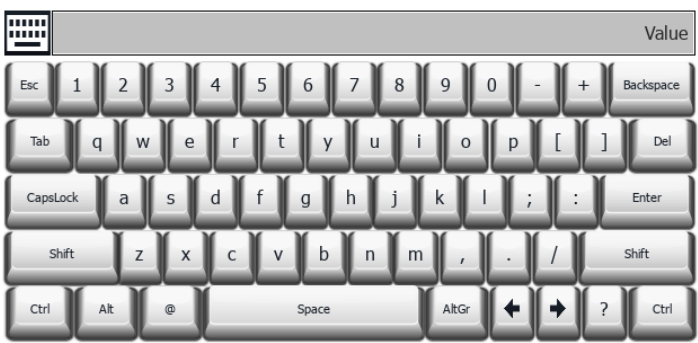 Value
Esc 1 2 3 4 5 6 7 8 9 0 - + Backspace
Tab q w e r t y u i o p [ ] Del
CapsLock a s d f g h j k l ; : Enter
Shift z x c v b n m , . / Shift
Ctrl Alt @ Space AltGr 🡄 🡆 ? Ctrl